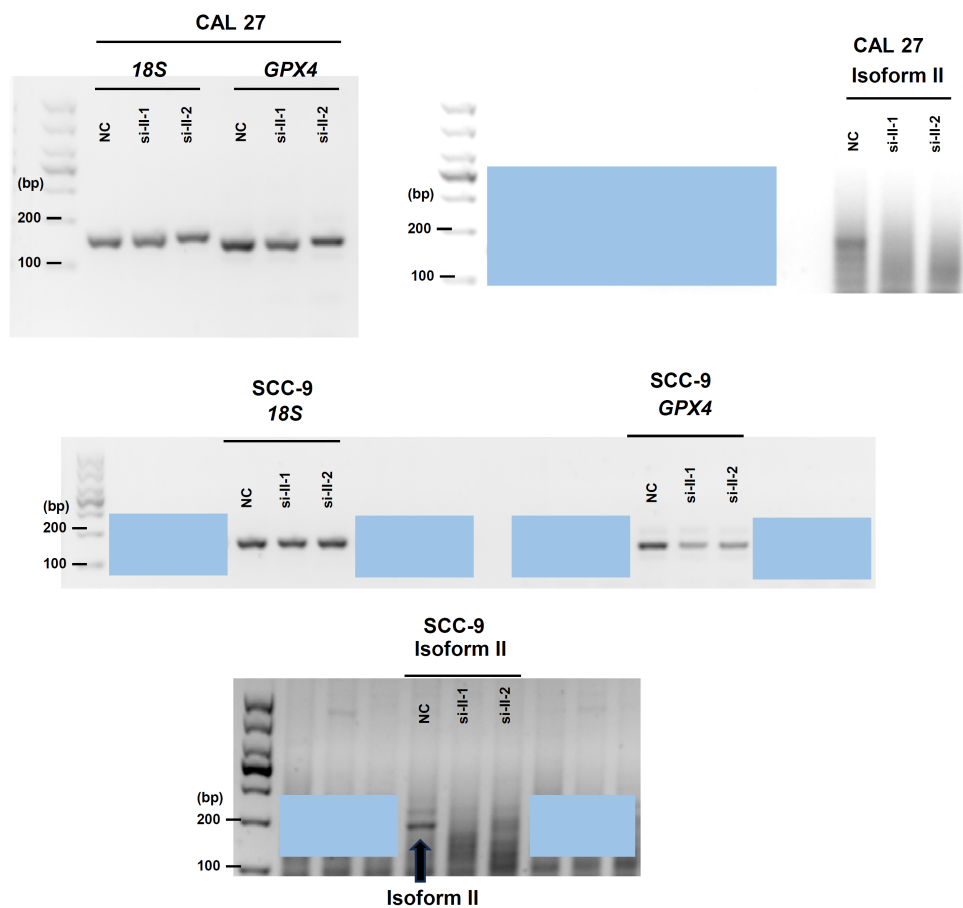 CAL 27
18S GPX4
NC si-II-1 si-II-2 NC si-II-1 si-II-2
(bp)
200
100
CAL 27
Isoform II
NC si-II-1 si-II-2
(bp)
200
100
SCC-9
18S
NC si-II-1 si-II-2
SCC-9
GPX4
NC si-II-1 si-II-2
(bp)
200
100
SCC-9
Isoform II
NC si-II-1 si-II-2
(bp)
200
100
Isoform II